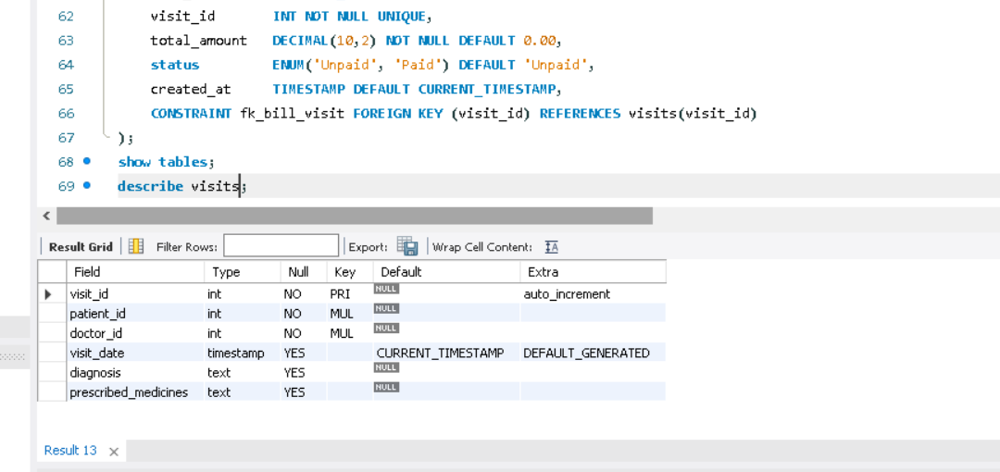 62 visit_id INT NOT NULL UNIQUE,
63 total_amount DECIMAL(10,2) NOT NULL DEFAULT 0.00,
64 status ENUM('Unpaid', 'Paid') DEFAULT 'Unpaid',
65 created_at TIMESTAMP DEFAULT CURRENT_TIMESTAMP,
66 CONSTRAINT fk_bill_visit FOREIGN KEY (visit_id) REFERENCES visits(visit_id)
67 );
68 show tables;
69 describe visits;
Result Grid Filter Rows: Export: Wrap Cell Content: IA
Field Type Null Key Default Extra
visit_id int NO PRI NULL auto_increment
patient_id int NO MUL NULL
doctor_id int NO MUL NULL
visit_date timestamp YES CURRENT_TIMESTAMP DEFAULT_GENERATED
diagnosis text YES NULL
prescribed_medicines text YES NULL
Result 13